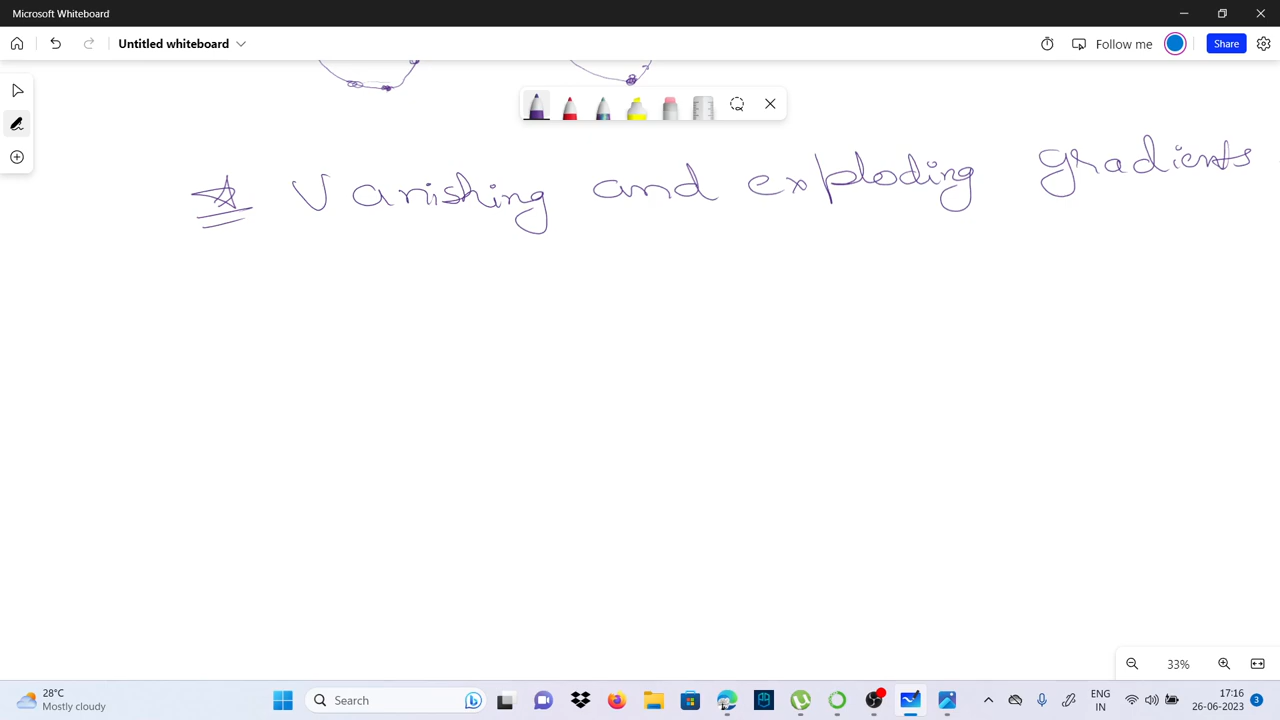 Microsoft Whiteboard
Untitled whiteboard
Follow me
Share
Vanishing and exploding gradients
33%
28°C
Mostly cloudy
Search
ENG
IN
17:16
26-06-2023
3